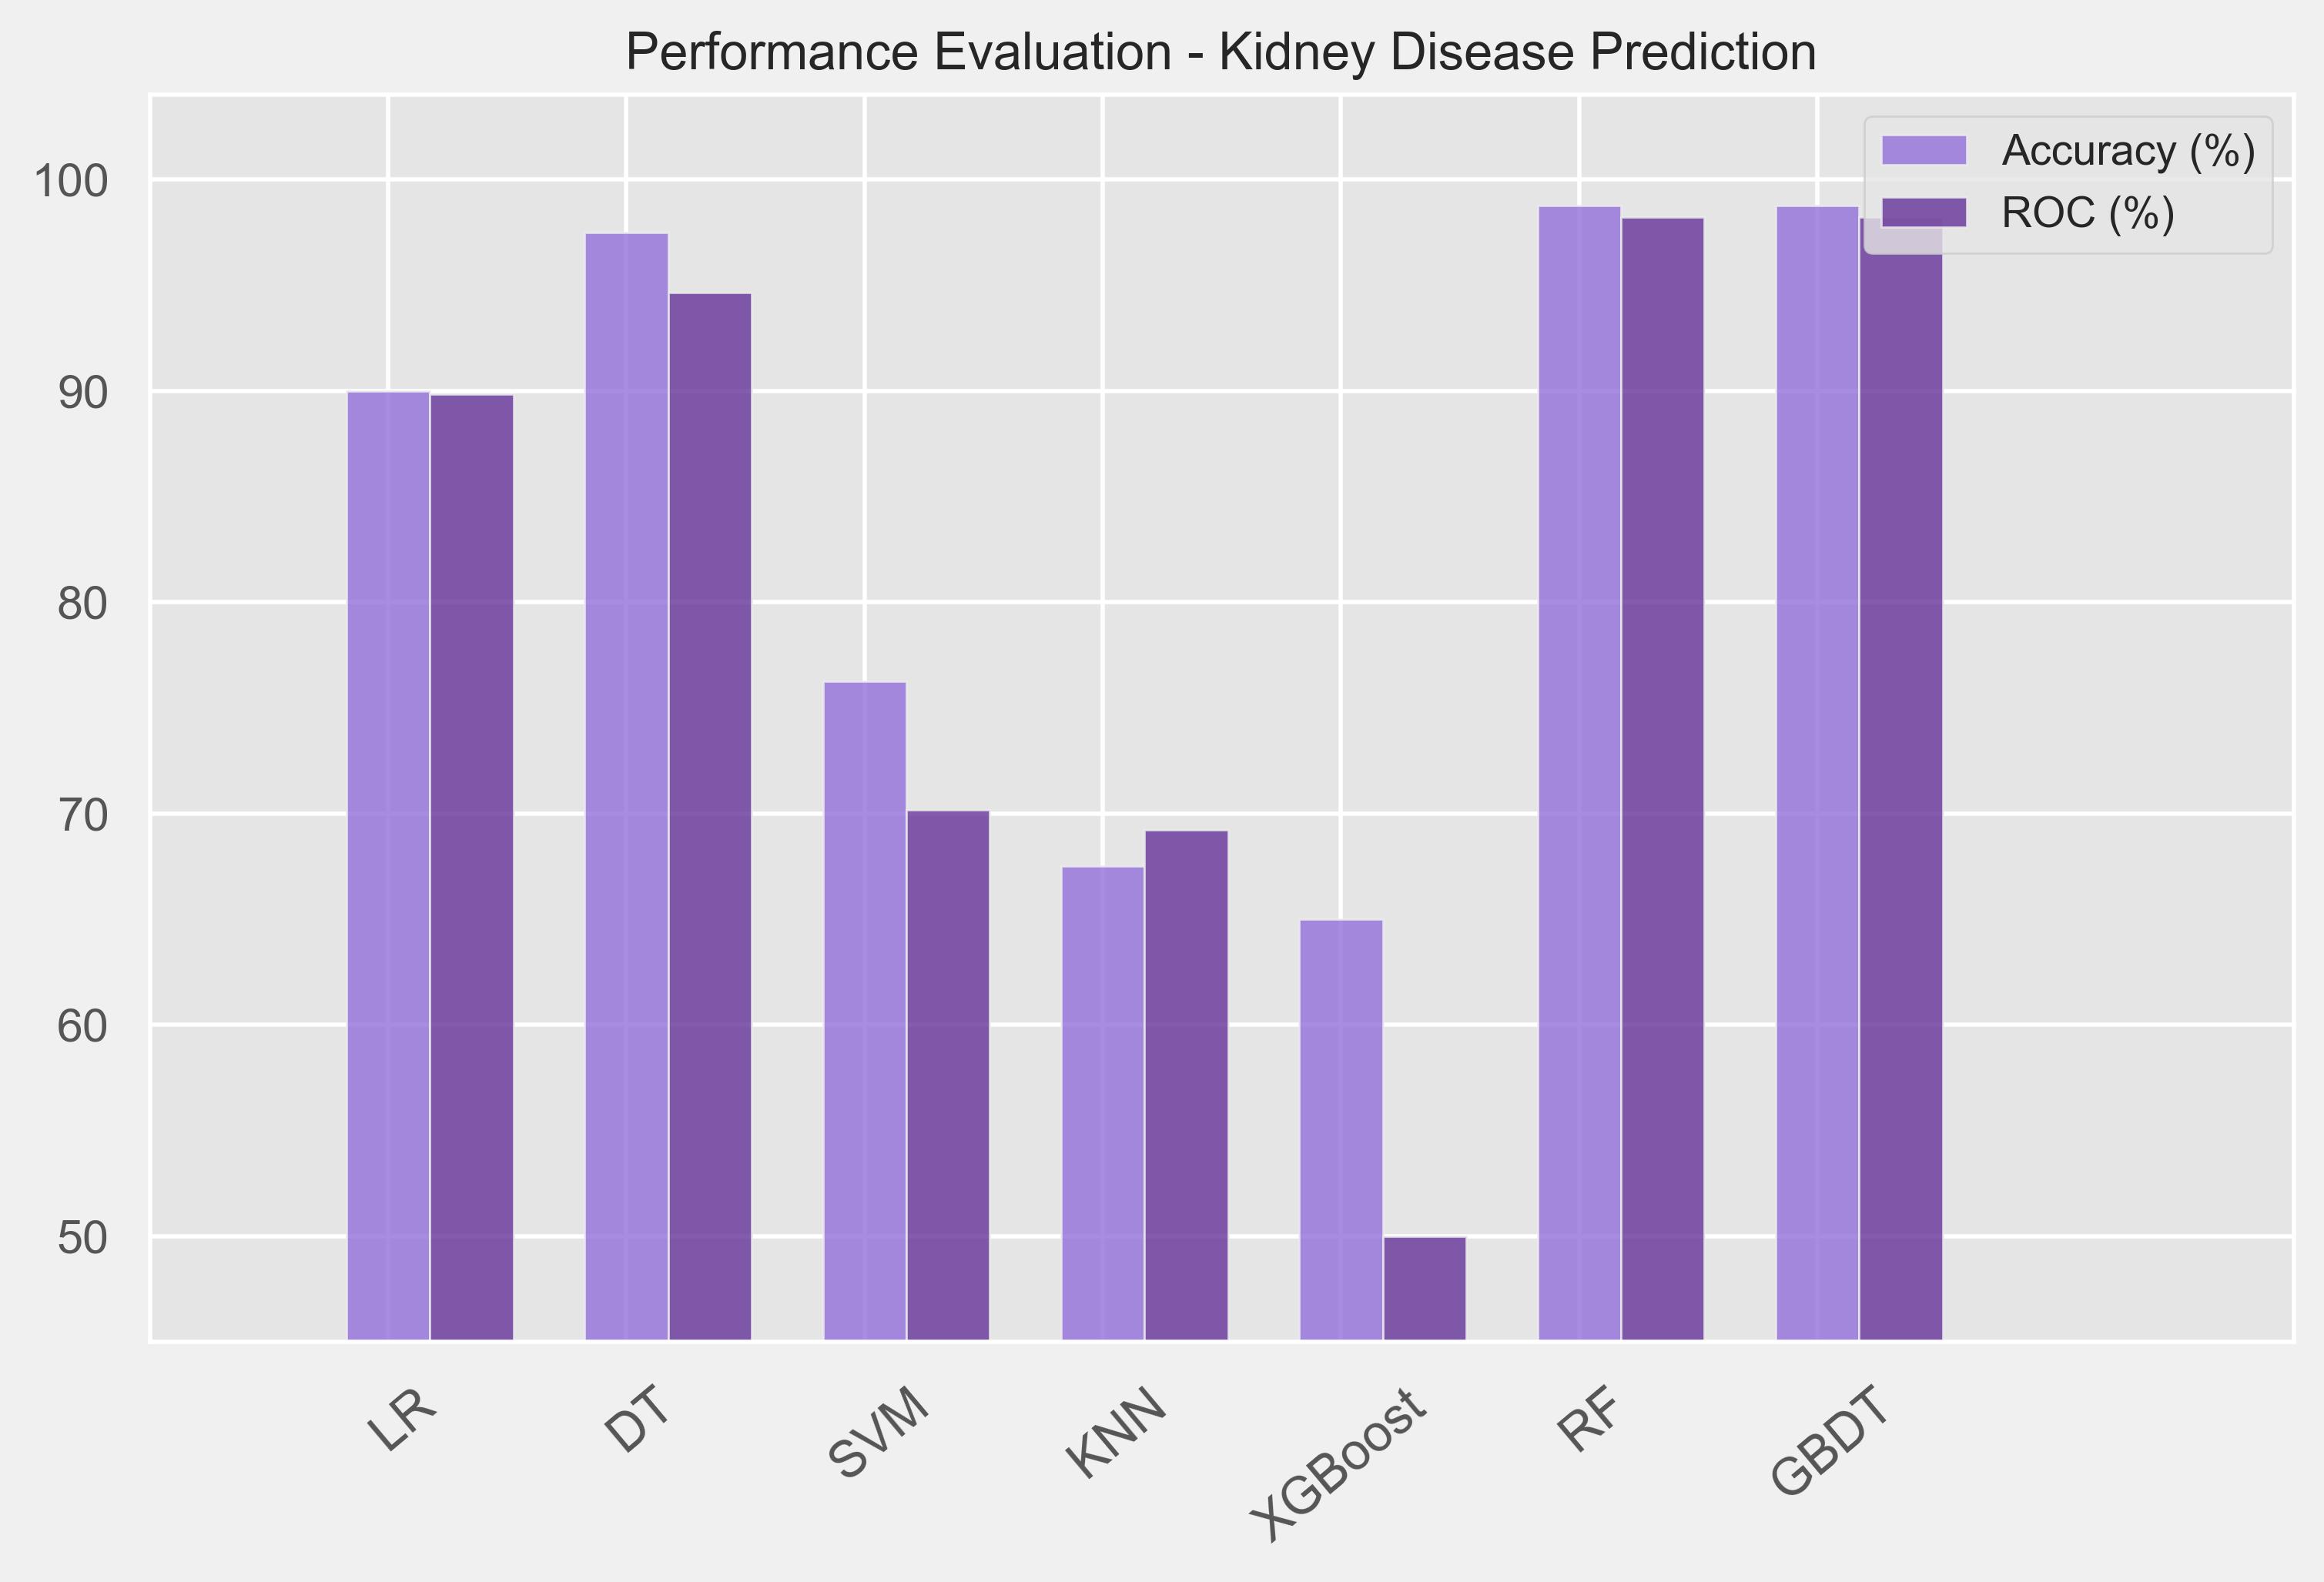 Performance Evaluation - Kidney Disease Prediction
Accuracy (%)
ROC (%)
100
90
80
70
60
50
LR
DT
SVM
KNN
XGBoost
RF
GBDT